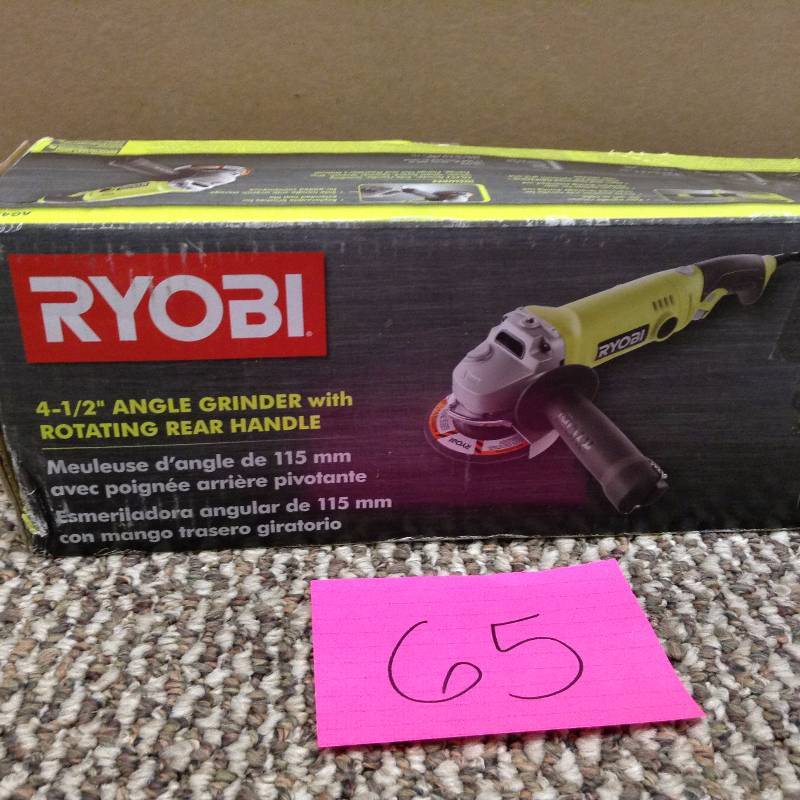 RYOBI
4-1/2" ANGLE GRINDER with
ROTATING REAR HANDLE
Meuleuse d'angle de 115 mm
avec poignée arrière pivotante
Esmeriladora angular de 115 mm
con mango trasero giratorio
RYOBI
RYOBI
65